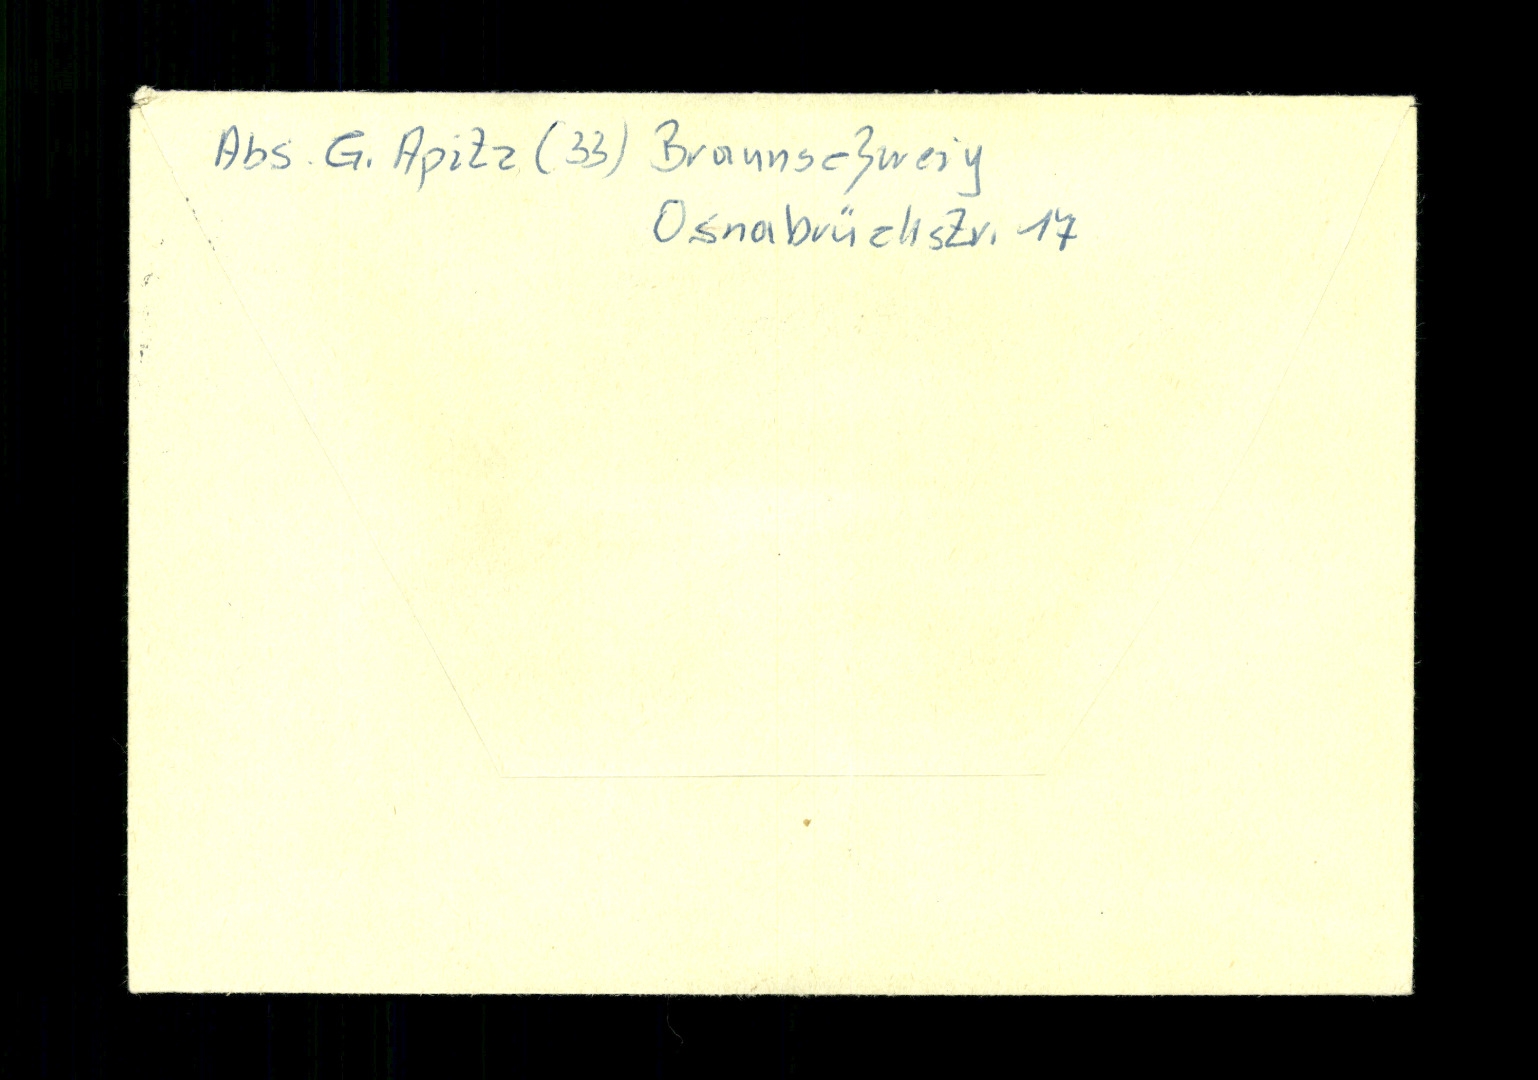 Abs. G. Apitz (33) Braunschweig
Osnabrückstr. 17